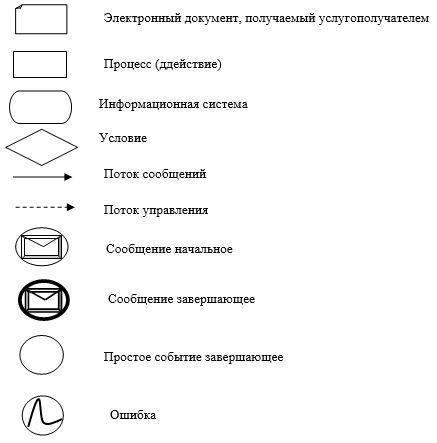 Электронный документ, получаемый услугополучателем
Процесс (ддействие)
Информационная система
Условие
Поток сообщений
Поток управления
Сообщение начальное
Сообщение завершающее
Простое событие завершающее
Ошибка